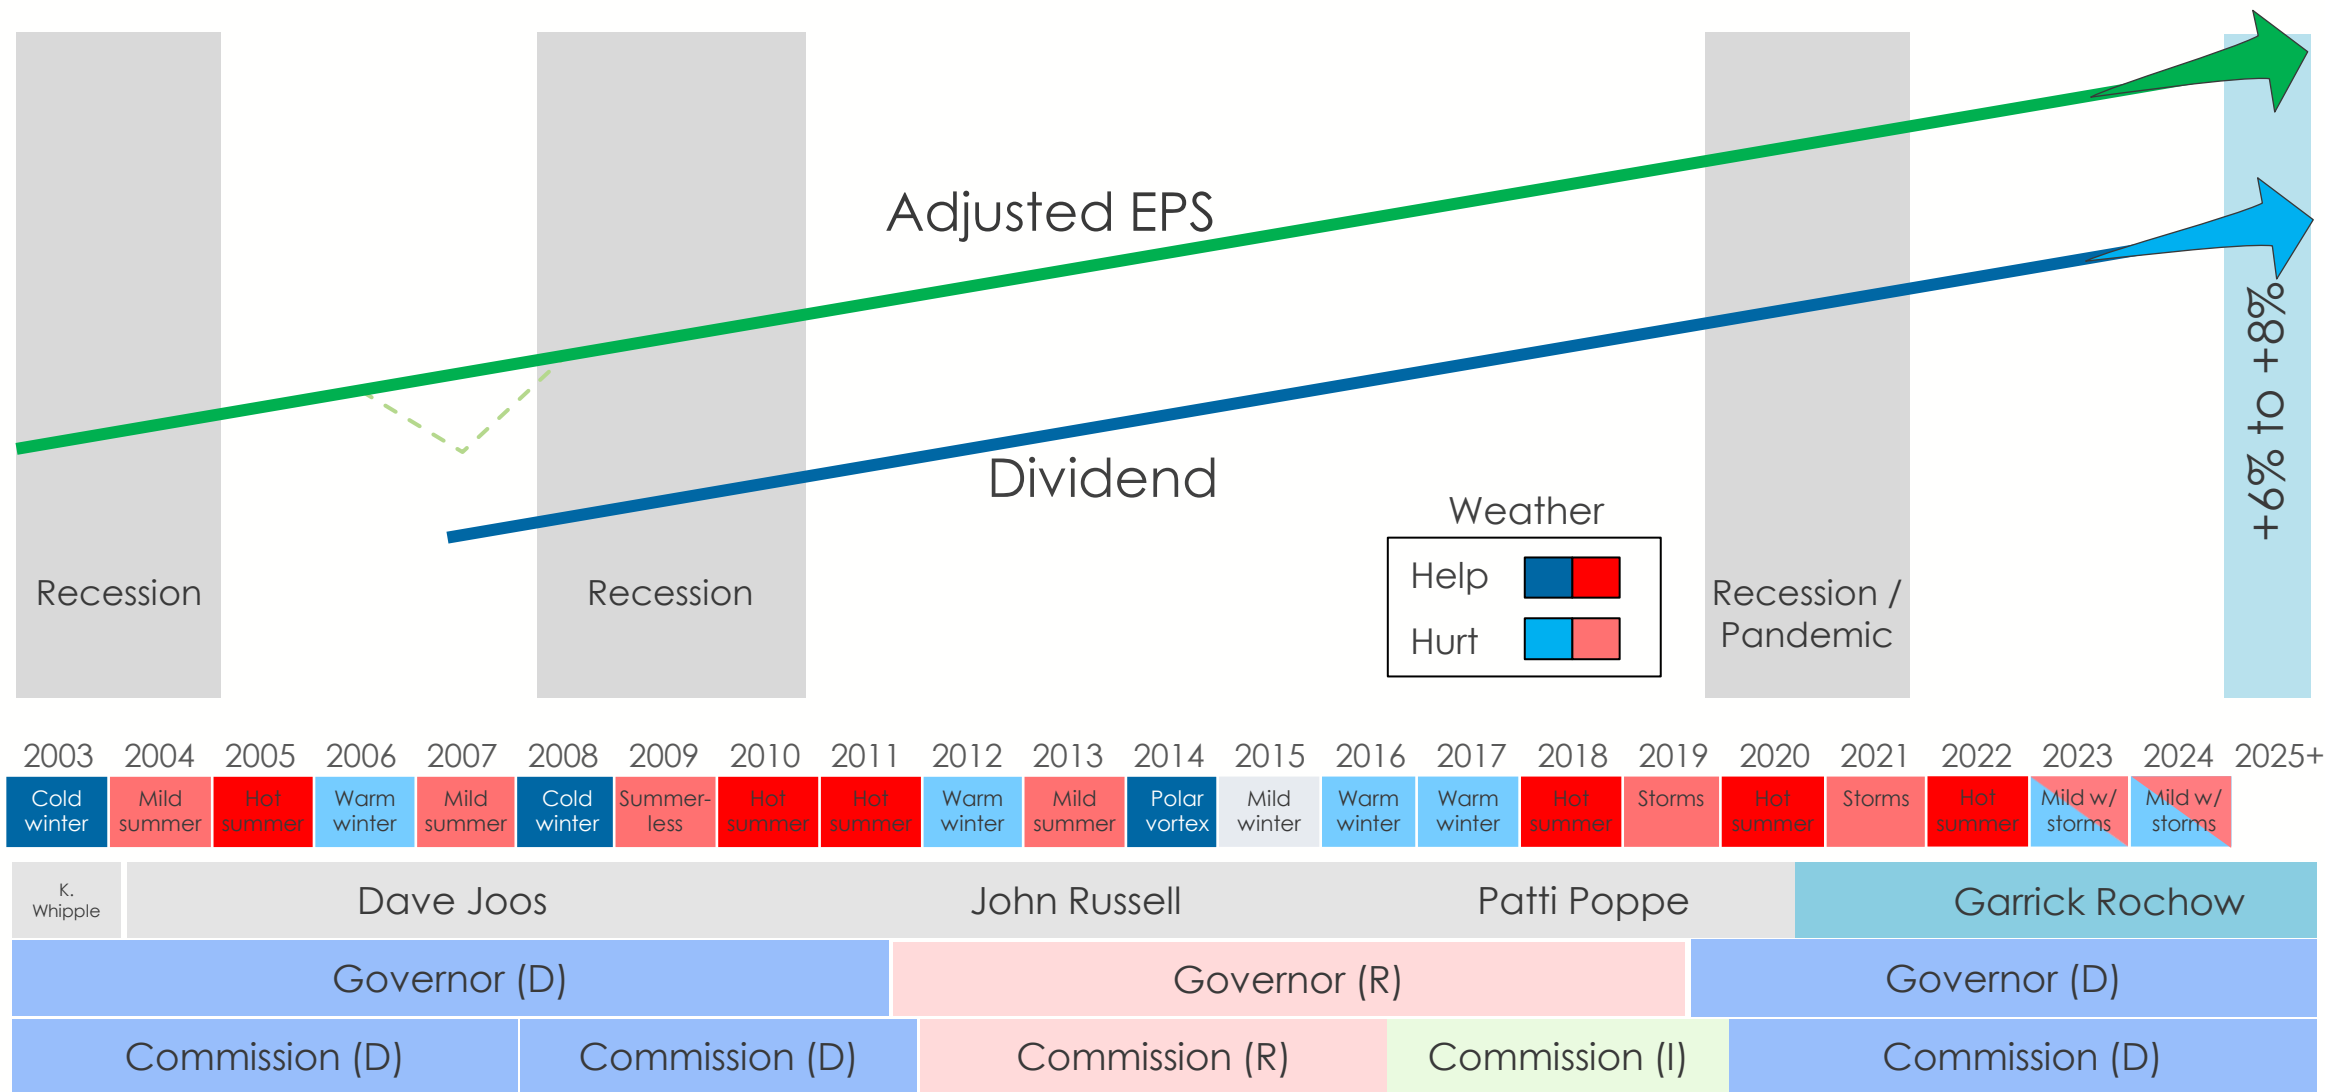 Adjusted EPS
Dividend
+6% to +8%
Weather
Help
Hurt
Recession
Recession
Recession /
Pandemic
2003 2004 2005 2006 2007 2008 2009 2010 2011 2012 2013 2014 2015 2016 2017 2018 2019 2020 2021 2022 2023 2024 2025+
Cold
winter
Mild
summer
Hot
summer
Warm
winter
Mild
summer
Cold
winter
Summer-
less
Hot
summer
Hot
summer
Warm
winter
Mild
summer
Polar
vortex
Mild
winter
Warm
winter
Warm
winter
Hot
summer
Storms
Hot
summer
Storms
Hot
summer
Mild w/
storms
Mild w/
storms
K.
Whipple
Dave Joos
John Russell
Patti Poppe
Garrick Rochow
Governor (D)
Governor (R)
Governor (D)
Commission (D)
Commission (D)
Commission (R)
Commission (I)
Commission (D)